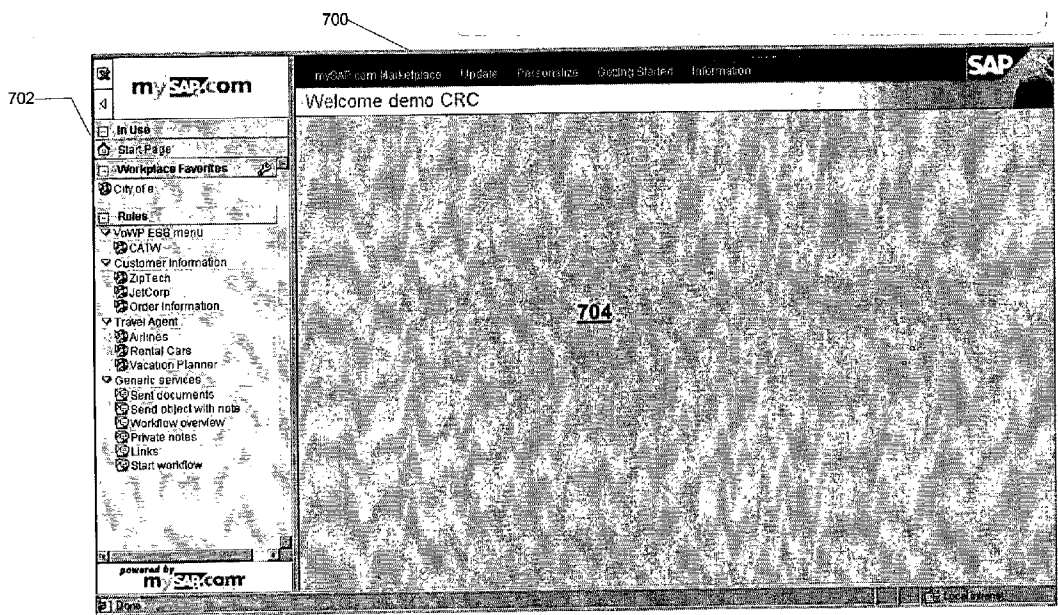 700
702
mySAP.com
mySAP.com Marketplace Update Personalize Getting Started Information
SAP
Welcome demo CRC
In Use
Start Page
Workplace Favorites
City of e
Roles
VoWP ESS menu
CATW
Customer Information
ZipTech
JetCorp
Order Information
Travel Agent
Airlines
Rental Cars
Vacation Planner
Generic services
Sent documents
Send object with note
Workflow overview
Private notes
Links
Start workflow
704
powered by
mySAP.com
Done
Local intranet